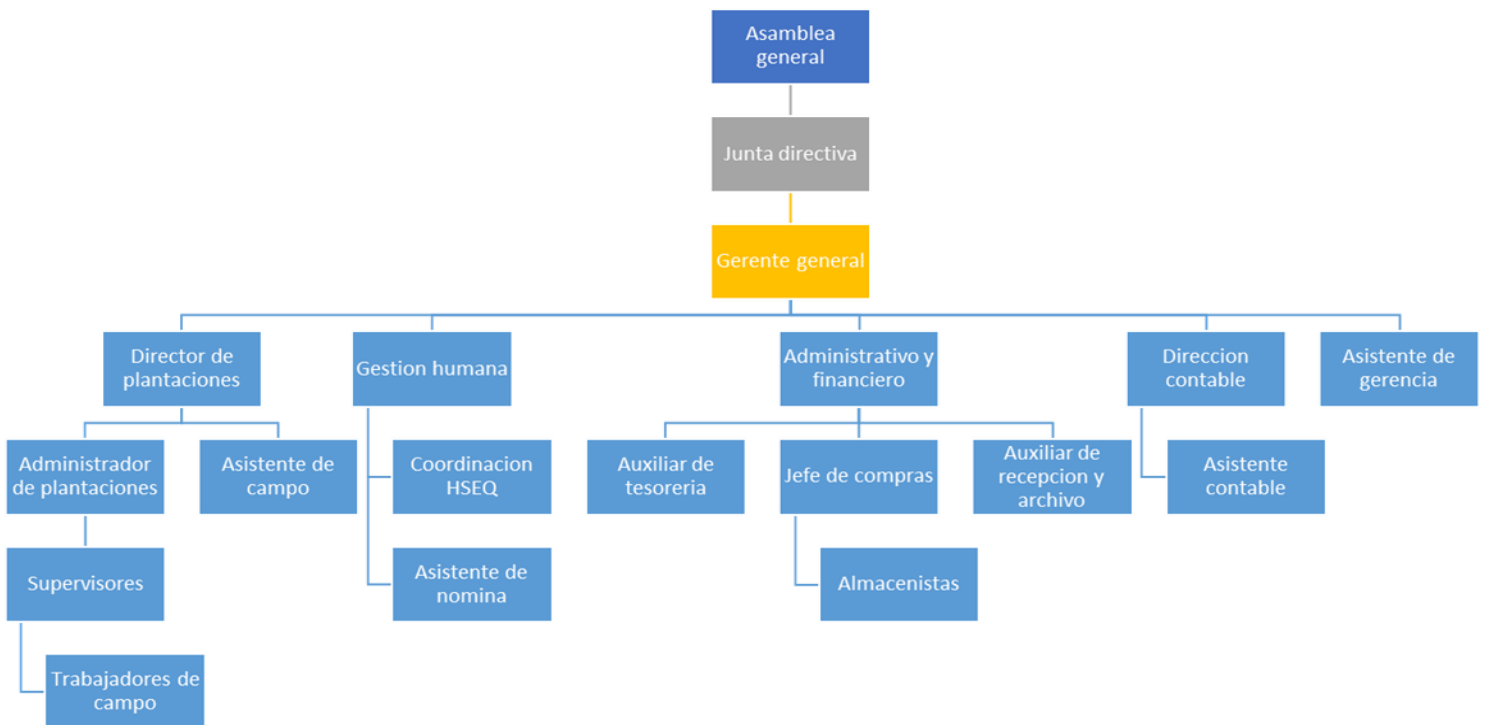 Asamblea
general
Junta directiva
Gerente general
Director de
plantaciones
Gestion humana
Administrativo y
financiero
Direccion
contable
Asistente de
gerencia
Administrador
de plantaciones
Asistente de
campo
Coordinacion
HSEQ
Auxiliar de
tesoreria
Jefe de compras
Auxiliar de
recepcion y
archivo
Asistente
contable
Supervisores
Asistente de
nomina
Almacenistas
Trabajadores de
campo